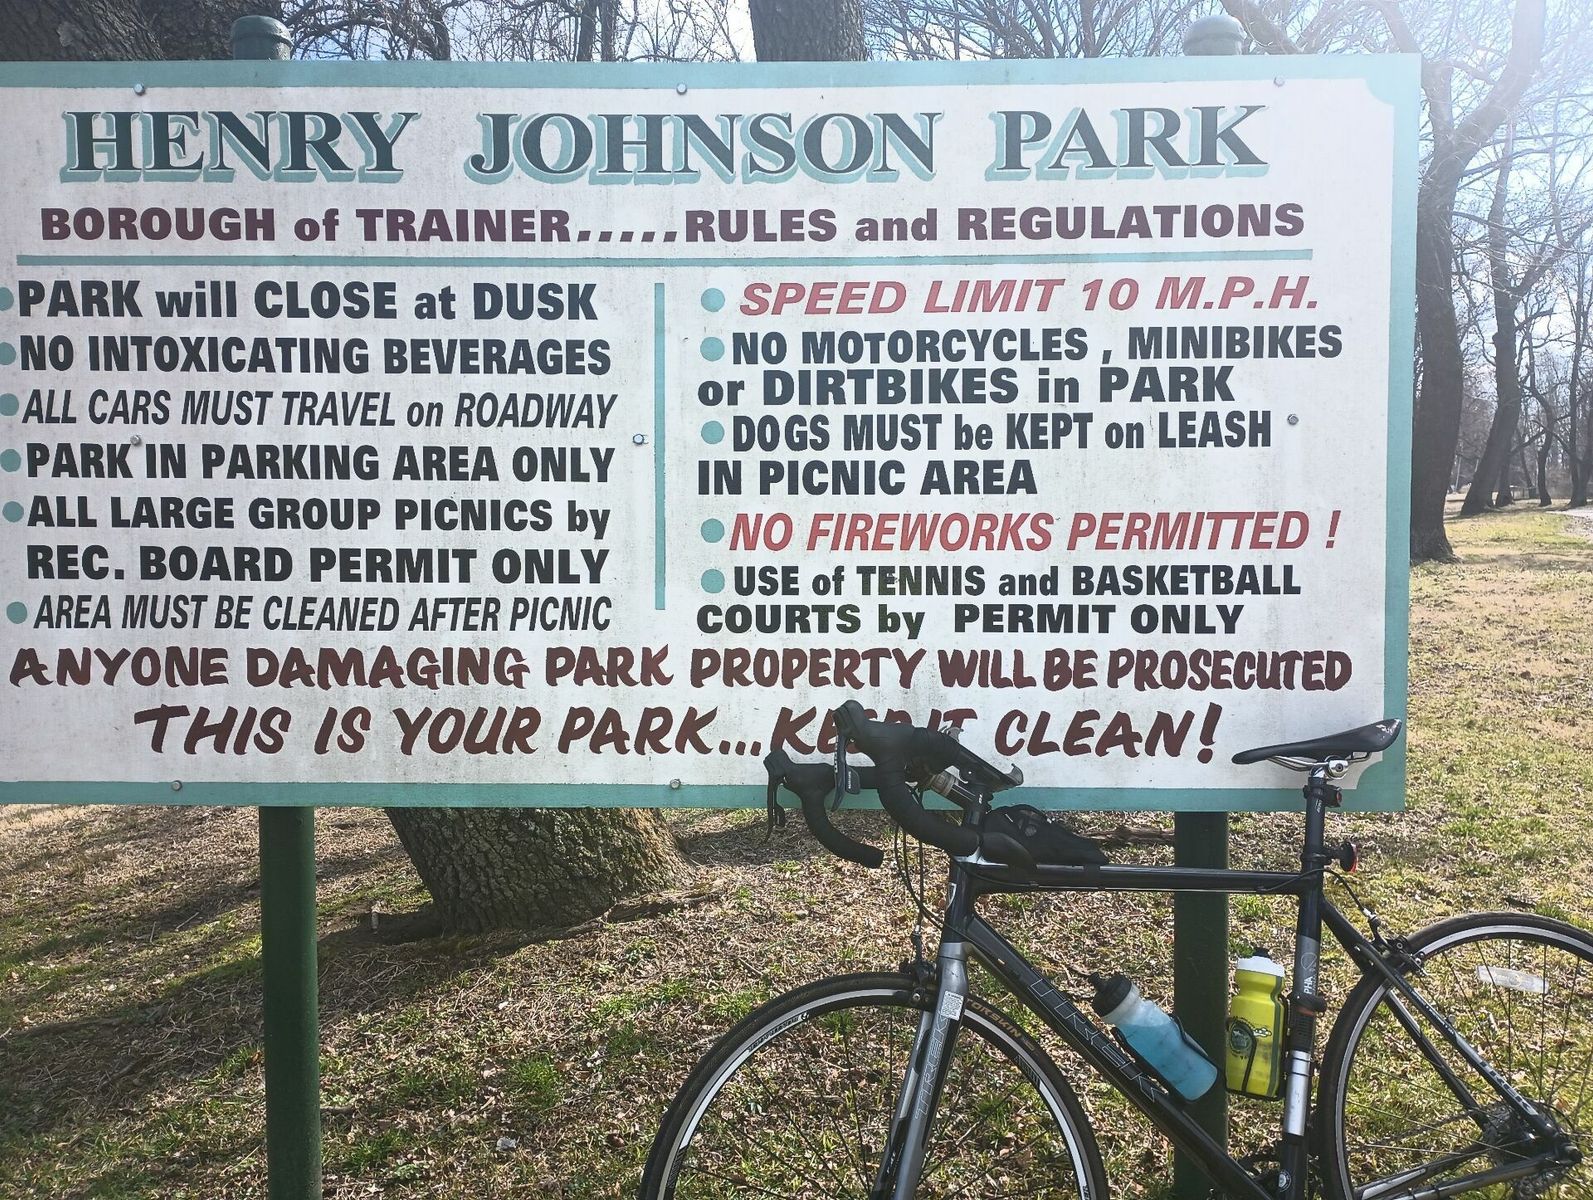 HENRY JOHNSON PARK
BOROUGH of TRAINER.....RULES and REGULATIONS
PARK will CLOSE at DUSK
NO INTOXICATING BEVERAGES
ALL CARS MUST TRAVEL on ROADWAY
PARK IN PARKING AREA ONLY
ALL LARGE GROUP PICNICS by
REC. BOARD PERMIT ONLY
AREA MUST BE CLEANED AFTER PICNIC
SPEED LIMIT 10 M.P.H.
NO MOTORCYCLES , MINIBIKES
or DIRTBIKES in PARK
DOGS MUST be KEPT on LEASH
IN PICNIC AREA
NO FIREWORKS PERMITTED !
USE of TENNIS and BASKETBALL
COURTS by PERMIT ONLY
ANYONE DAMAGING PARK PROPERTY WILL BE PROSECUTED
THIS IS YOUR PARK...KEEP IT CLEAN!
TREK
TREK